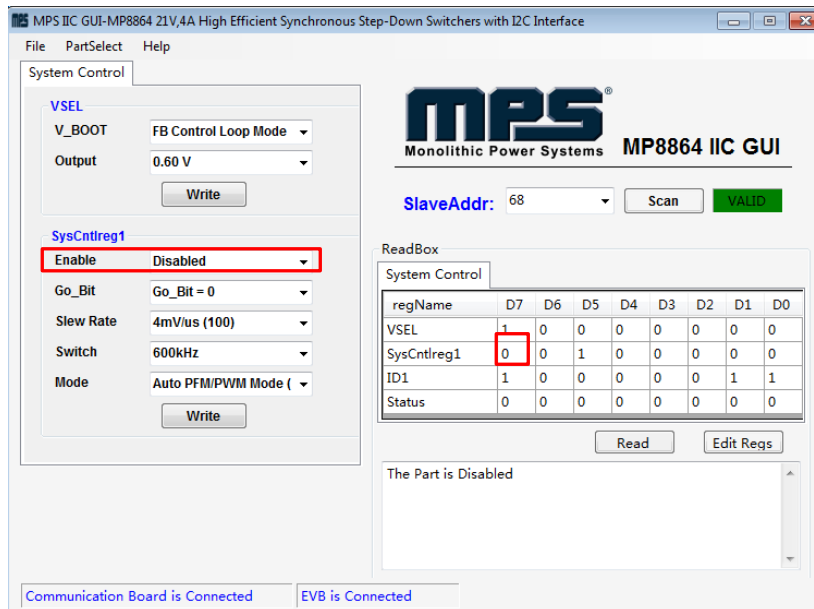 MPS IIC GUI-MP8864 21V,4A High Efficient Synchronous Step-Down Switchers with I2C Interface
File PartSelect Help
System Control
VSEL
V_BOOT FB Control Loop Mode
Output 0.60 V
Write
SysCntlreg1
Enable Disabled
Go_Bit Go_Bit = 0
Slew Rate 4mV/us (100)
Switch 600kHz
Mode Auto PFM/PWM Mode (
Write
mps®
Monolithic Power Systems MP8864 IIC GUI
SlaveAddr: 68 Scan VALID
ReadBox
System Control
regName D7 D6 D5 D4 D3 D2 D1 D0
VSEL 1 0 0 0 0 0 0 0
SysCntlreg1 0 0 1 0 0 0 0 0
ID1 1 0 0 0 0 0 1 1
Status 0 0 0 0 0 0 0 0
Read Edit Regs
The Part is Disabled
Communication Board is Connected EVB is Connected